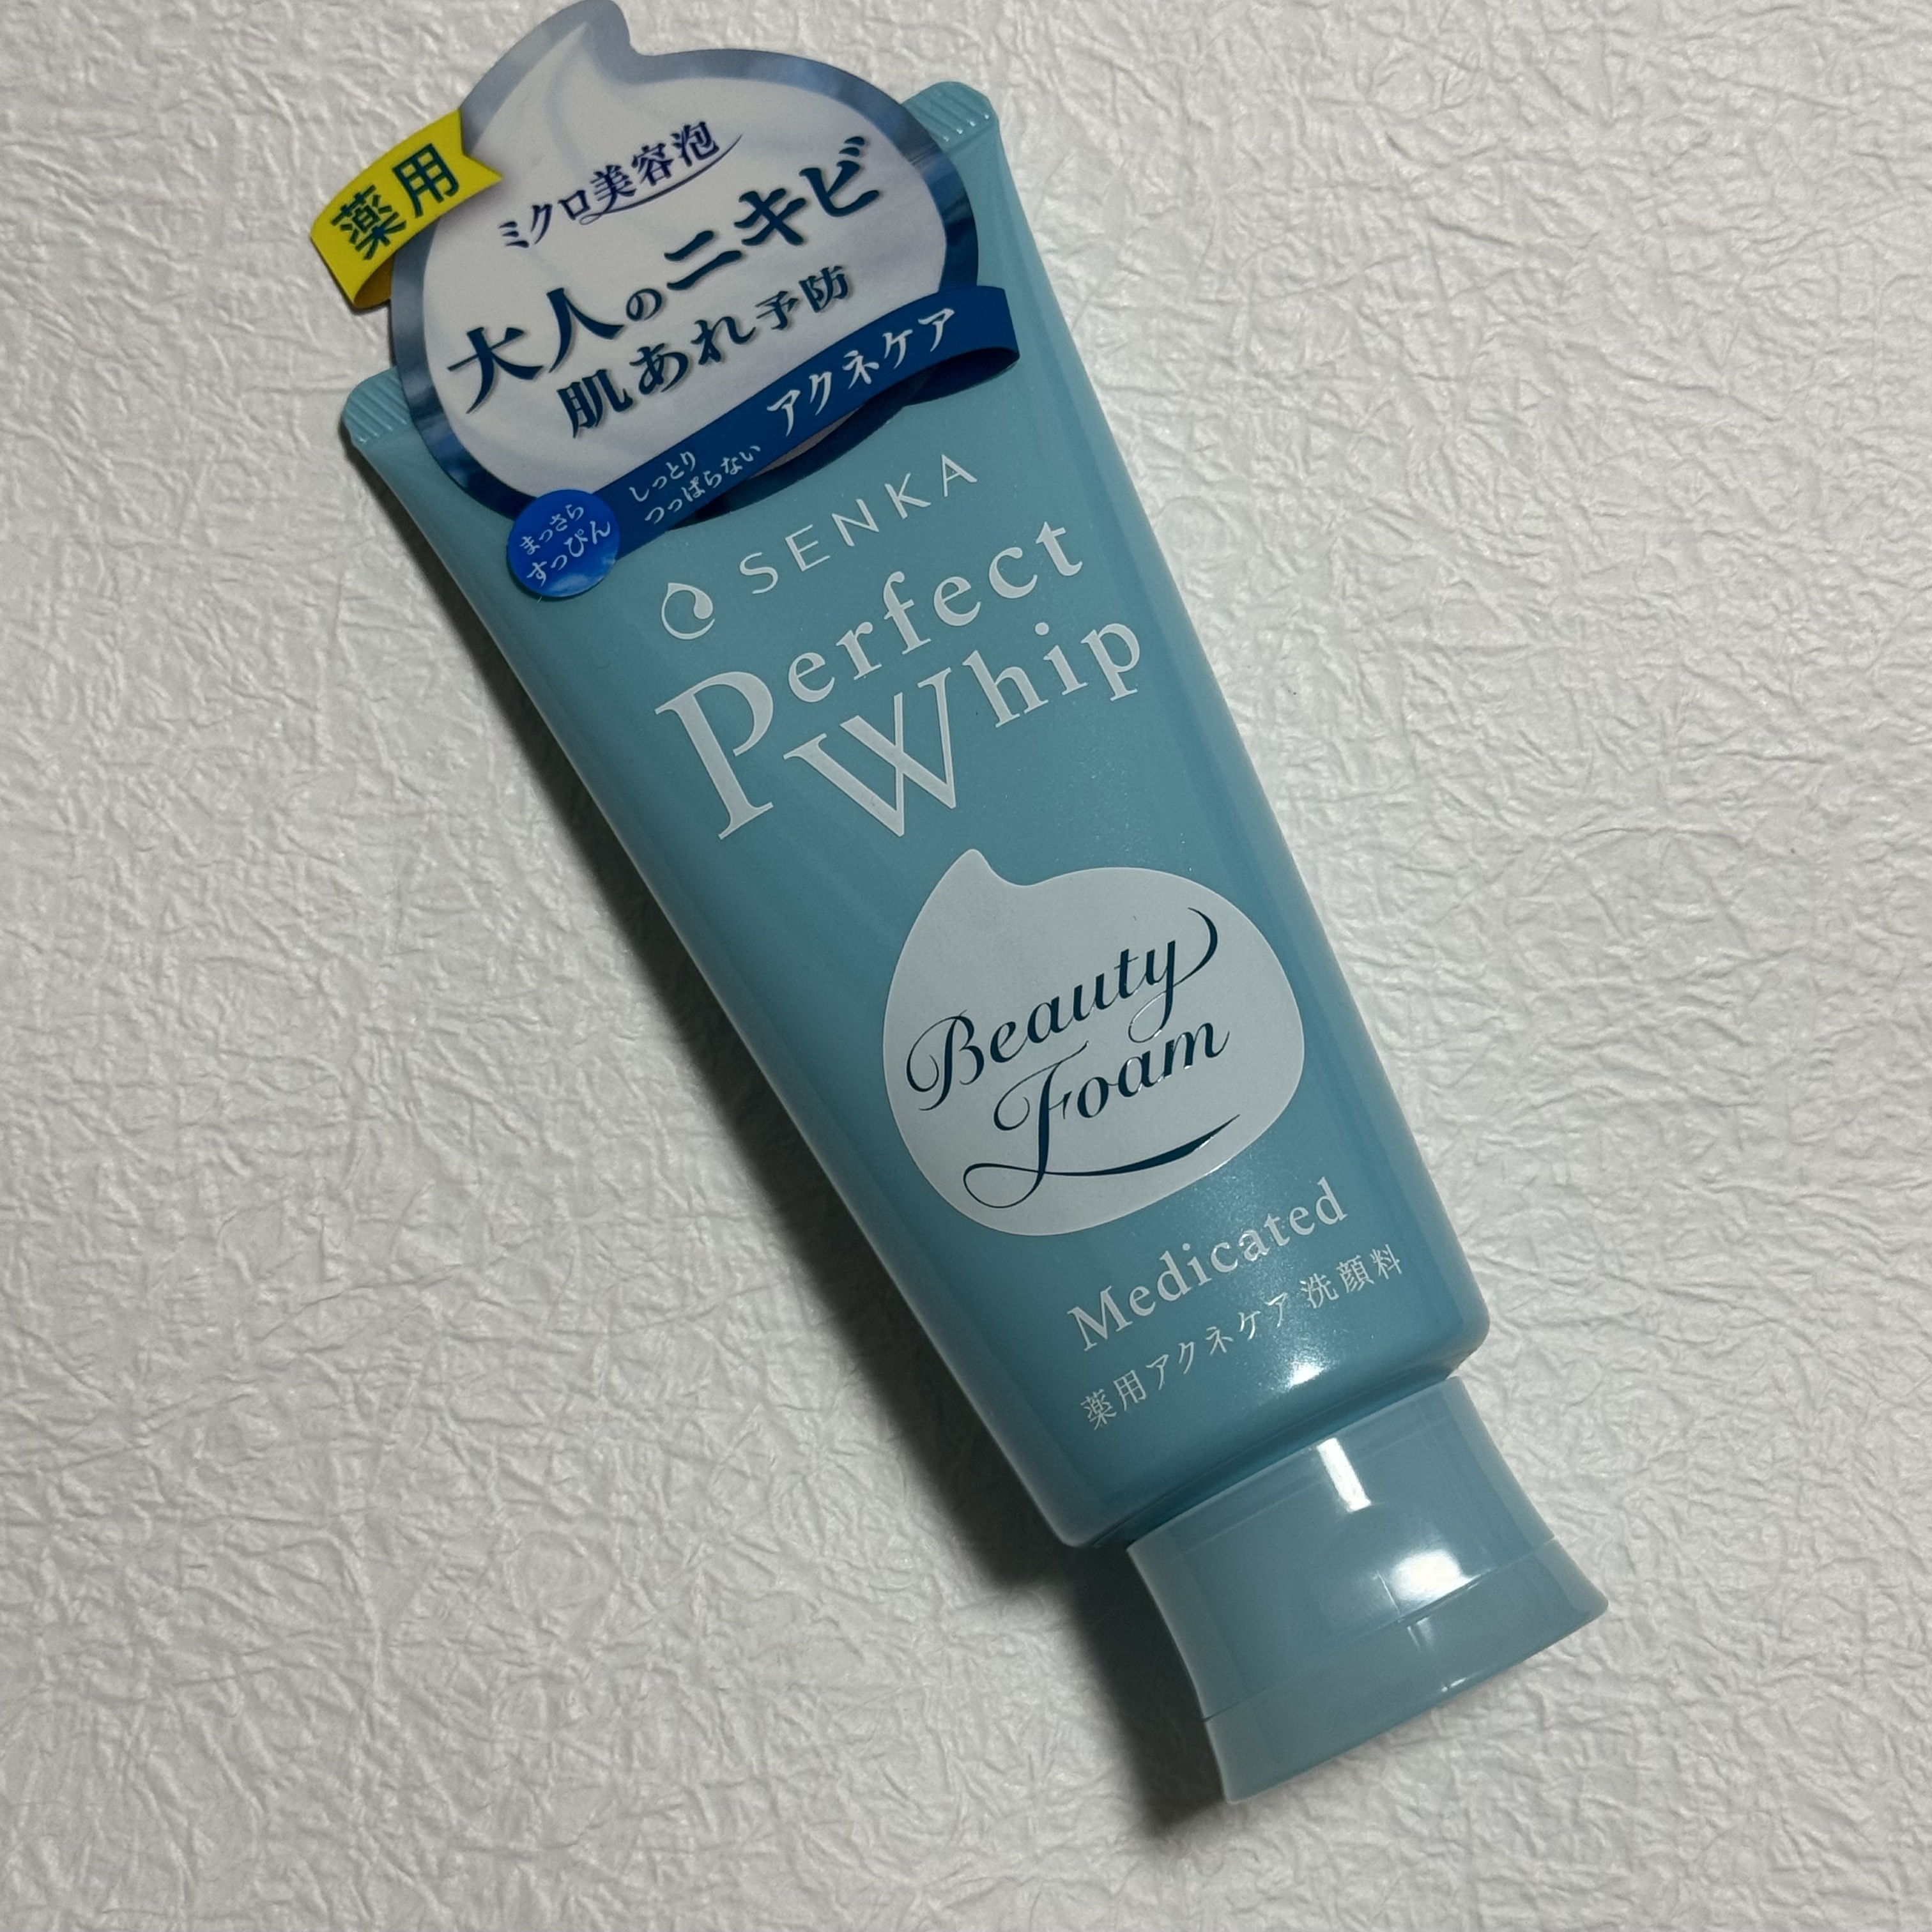 薬用
ミクロ美容泡
大人のニキビ
肌あれ予防
アクネケア
しっとり
つっぱらない
まっさら
すっぴん
SENKA
Perfect
Whip
Beauty
Foam
Medicated
薬用アクネケア 洗顔料